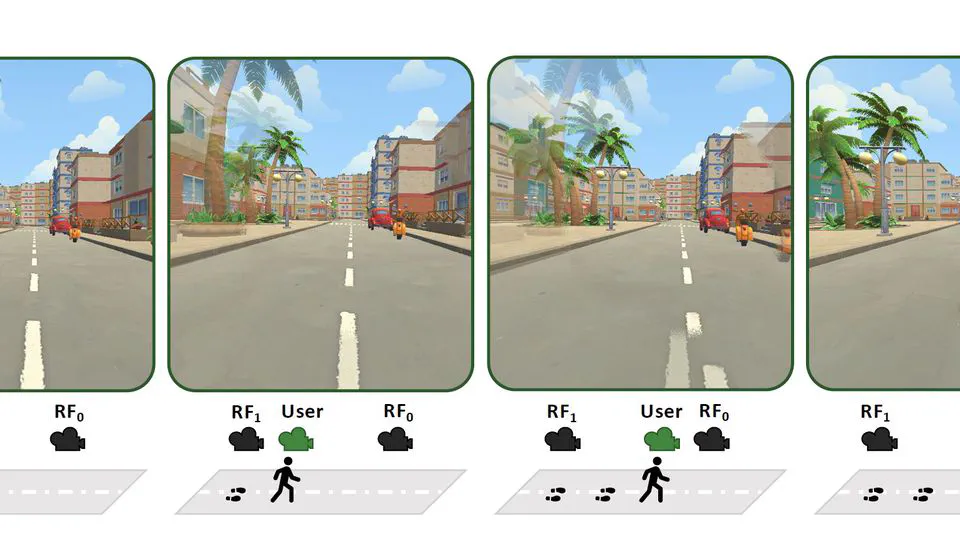 RF₀
RF₁ User RF₀
RF₁ User RF₀
RF₁